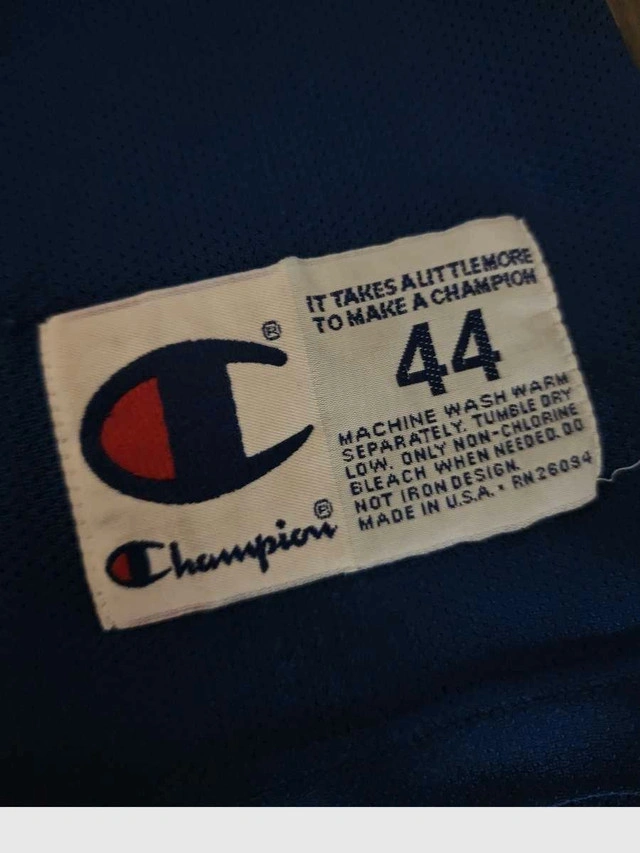 IT TAKES A LITTLE MORE
TO MAKE A CHAMPION
44
MACHINE WASH WARM
SEPARATELY. TUMBLE DRY
LOW. ONLY NON-CHLORINE
BLEACH WHEN NEEDED. DO
NOT IRON DESIGN.
MADE IN U.S.A. • RN26094
®
Champion®